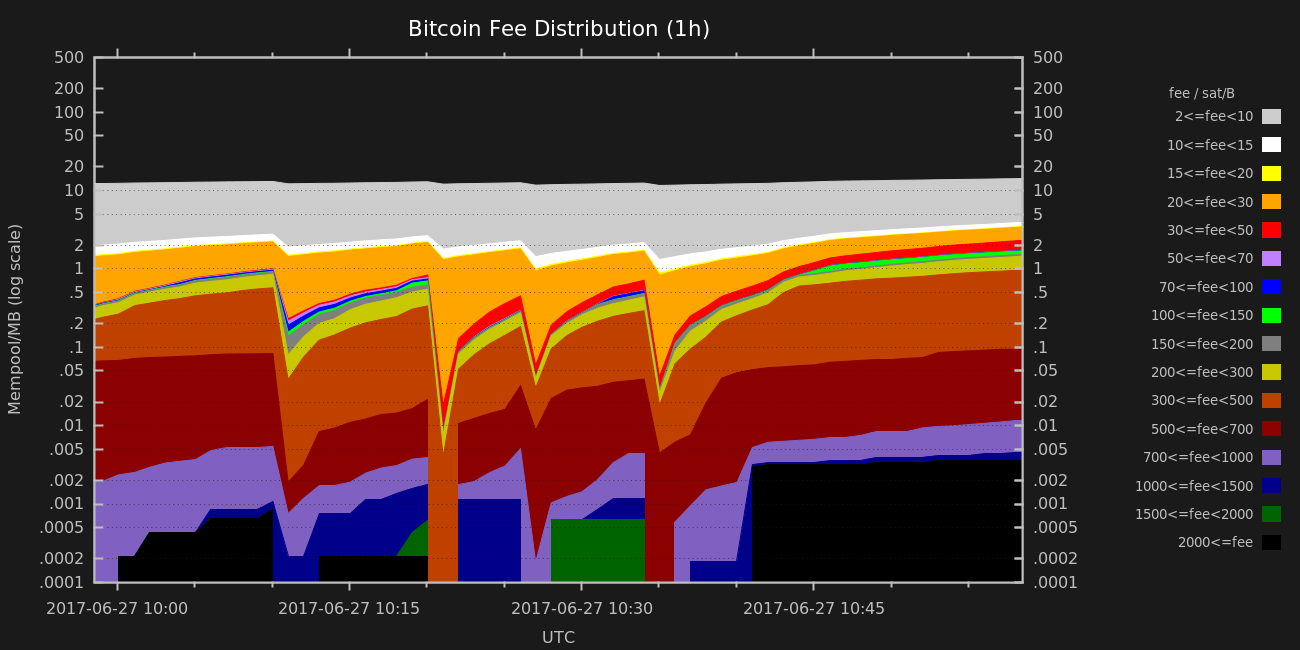 Bitcoin Fee Distribution (1h)
500 500
200 200
100 100
50 50
20 20
10 10
5 5
2 2
1 1
.5 .5
.2 .2
.1 .1
.05 .05
.02 .02
.01 .01
.005 .005
.002 .002
.001 .001
.0005 .0005
.0002 .0002
.0001 .0001
Mempool/MB (log scale)
2017-06-27 10:00 2017-06-27 10:15 2017-06-27 10:30 2017-06-27 10:45
UTC
fee / sat/B
2<=fee<10
10<=fee<15
15<=fee<20
20<=fee<30
30<=fee<50
50<=fee<70
70<=fee<100
100<=fee<150
150<=fee<200
200<=fee<300
300<=fee<500
500<=fee<700
700<=fee<1000
1000<=fee<1500
1500<=fee<2000
2000<=fee